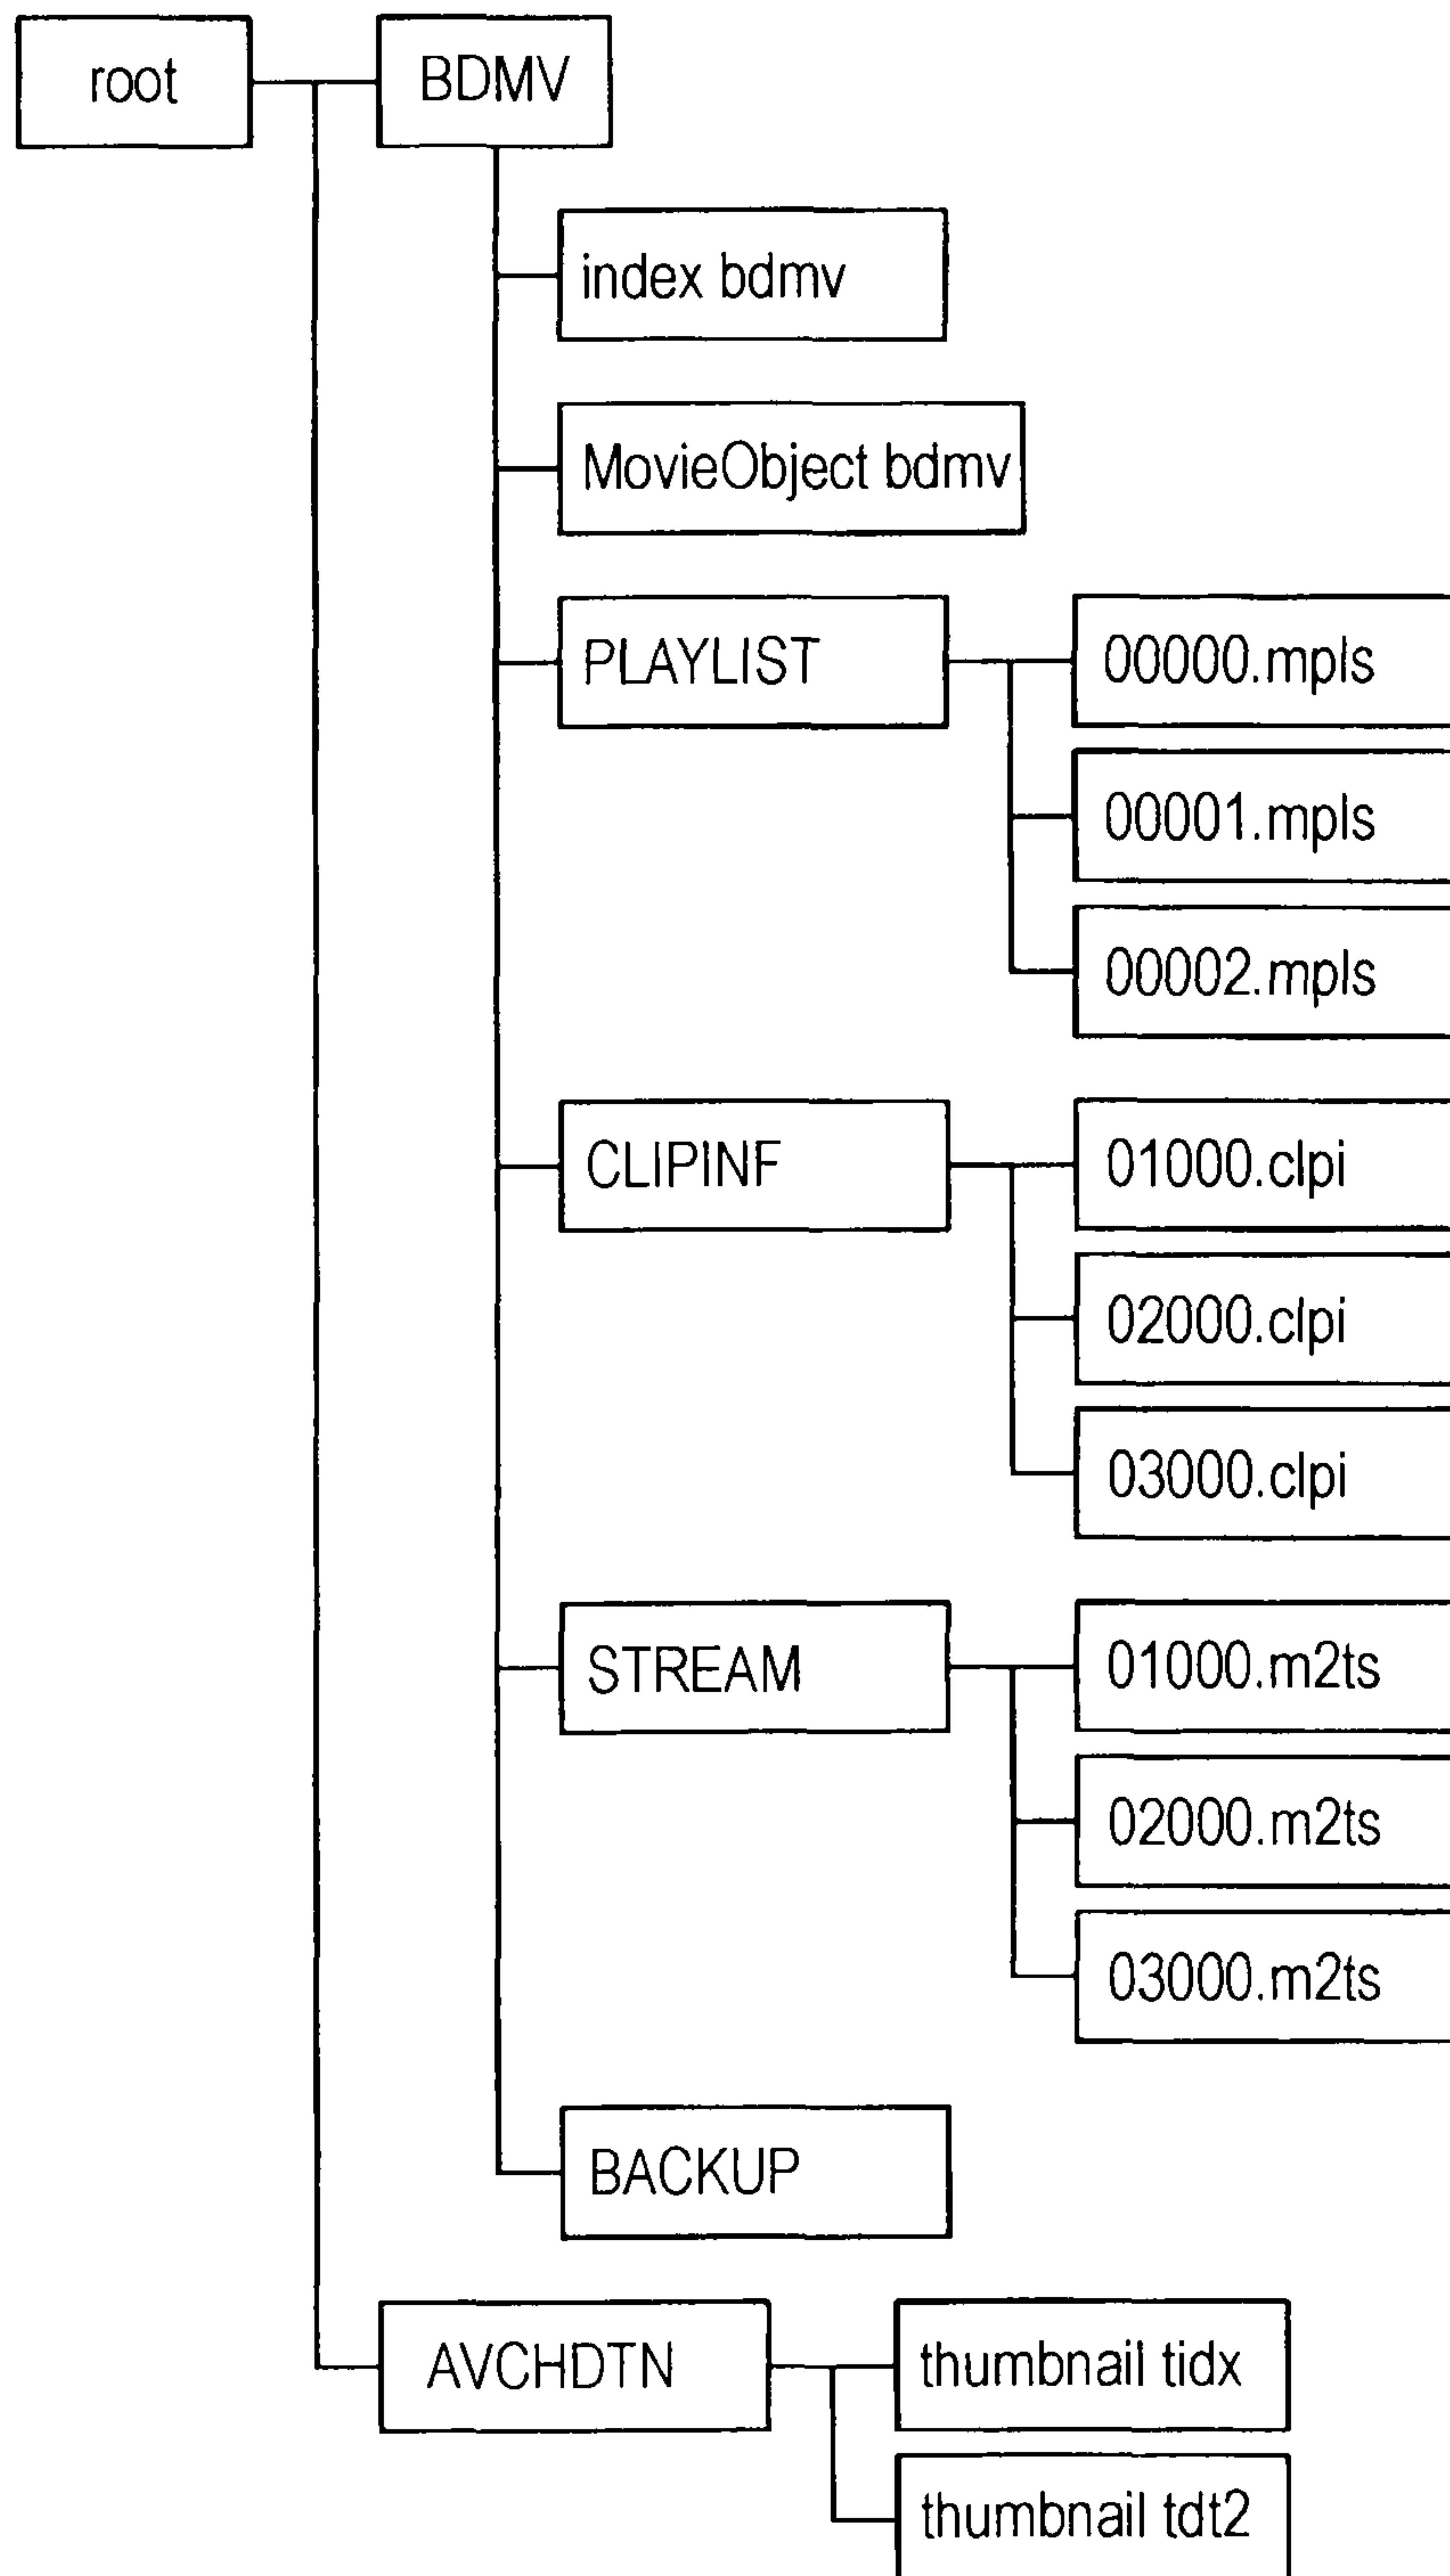 root
BDMV
index bdmv
MovieObject bdmv
PLAYLIST
00000.mpls
00001.mpls
00002.mpls
CLIPINF
01000.clpi
02000.clpi
03000.clpi
STREAM
01000.m2ts
02000.m2ts
03000.m2ts
BACKUP
AVCHDTN
thumbnail tidx
thumbnail tdt2